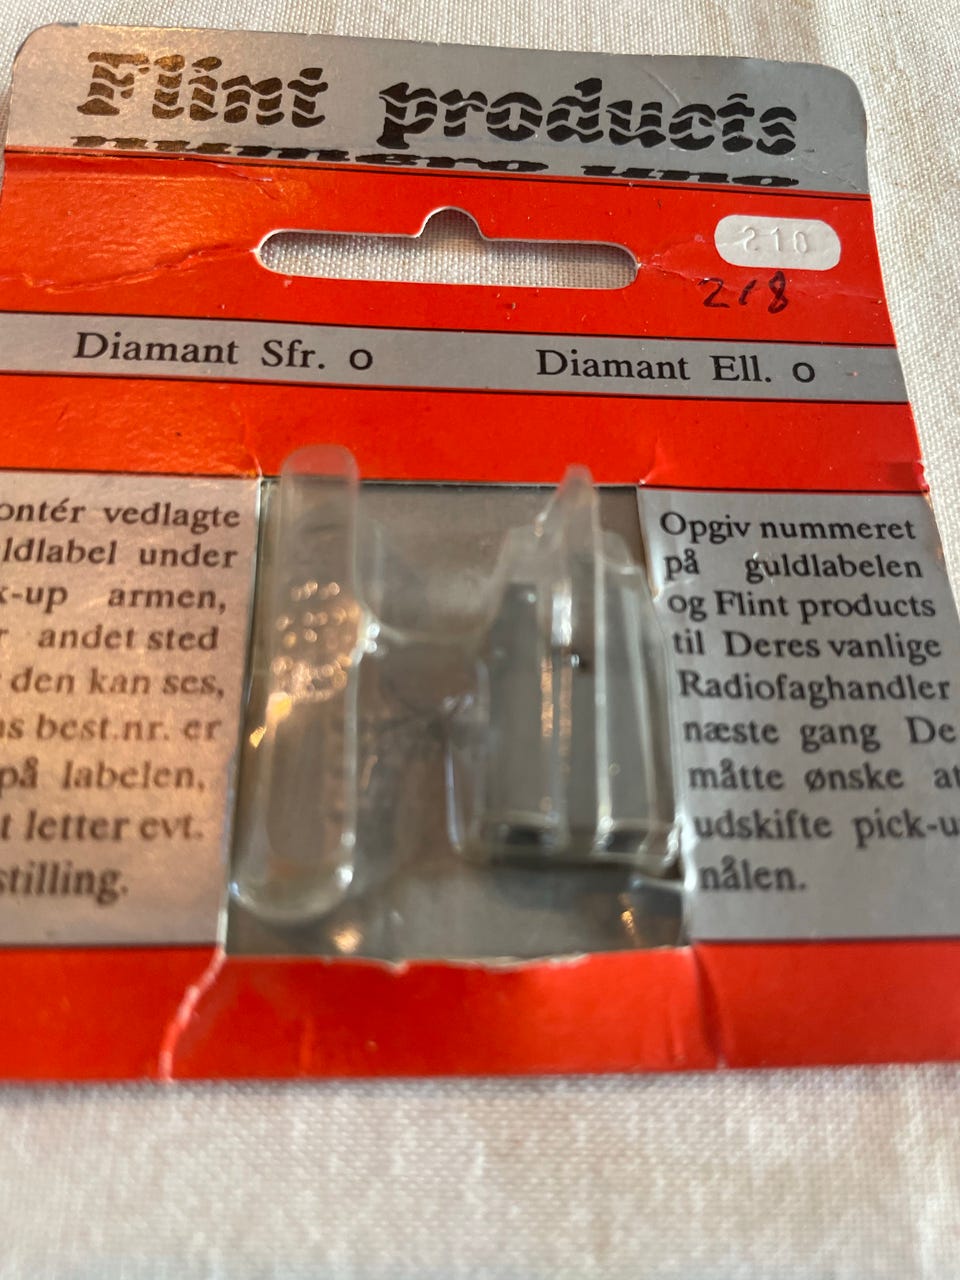 Flint products
numero uno
210
218
Diamant Sfr. o
Diamant Ell. o
ontér vedlagte
ldlabel under
-up armen,
andet sted
den kan ses,
s best.nr. er
på labelen,
t letter evt.
stilling.
Opgiv nummeret
på guldlabelen
og Flint products
til Deres vanlige
Radiofaghandler
næste gang De
måtte ønske at
udskifte pick-u
nålen.